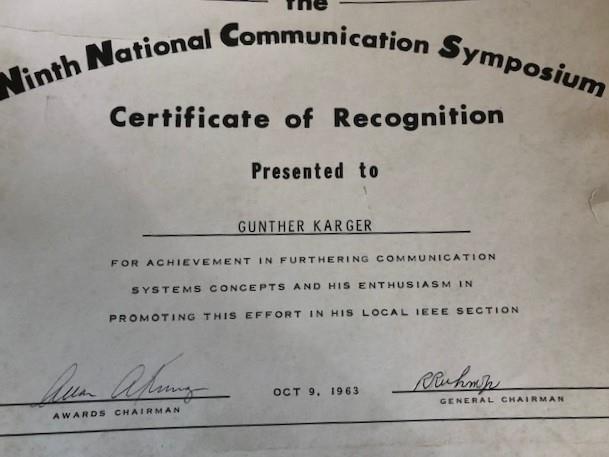 the
Ninth National Communication Symposium
Certificate of Recognition
Presented to
GUNTHER KARGER
FOR ACHIEVEMENT IN FURTHERING COMMUNICATION
SYSTEMS CONCEPTS AND HIS ENTHUSIASM IN
PROMOTING THIS EFFORT IN HIS LOCAL IEEE SECTION
OCT 9, 1963
AWARDS CHAIRMAN
GENERAL CHAIRMAN